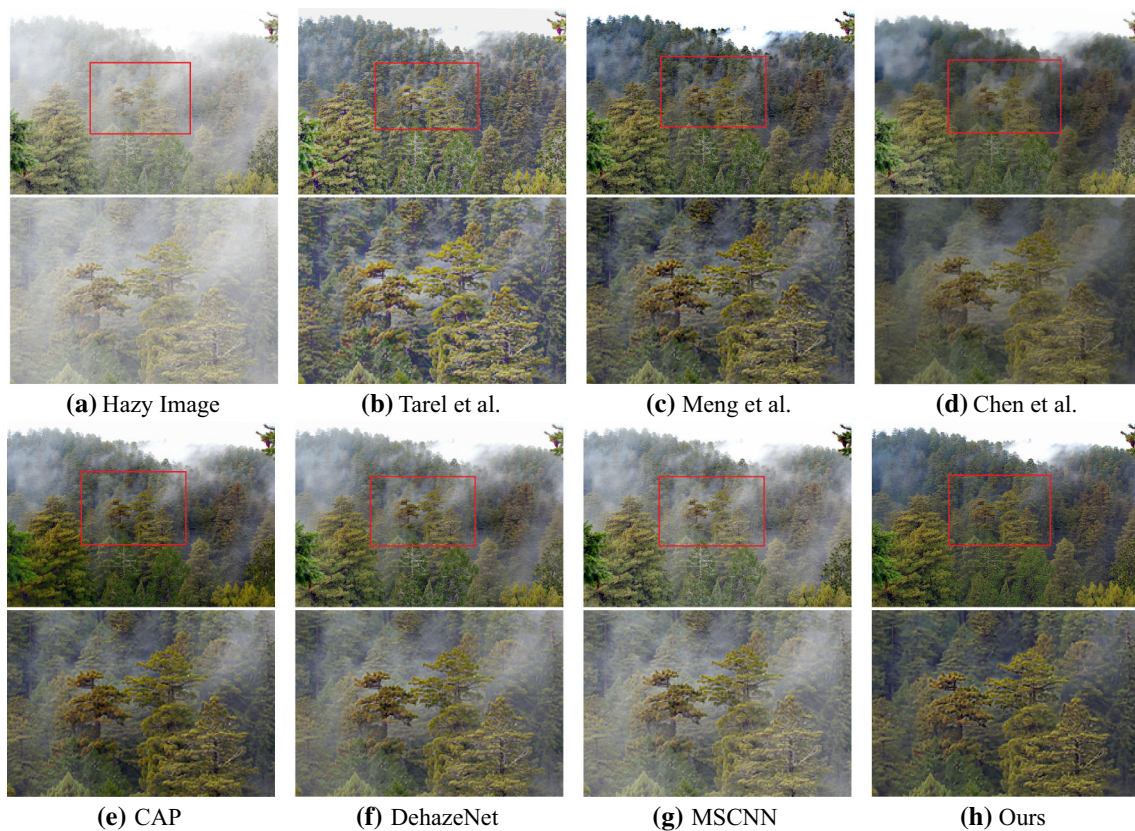 (a) Hazy Image
(b) Tarel et al.
(c) Meng et al.
(d) Chen et al.
(e) CAP
(f) DehazeNet
(g) MSCNN
(h) Ours